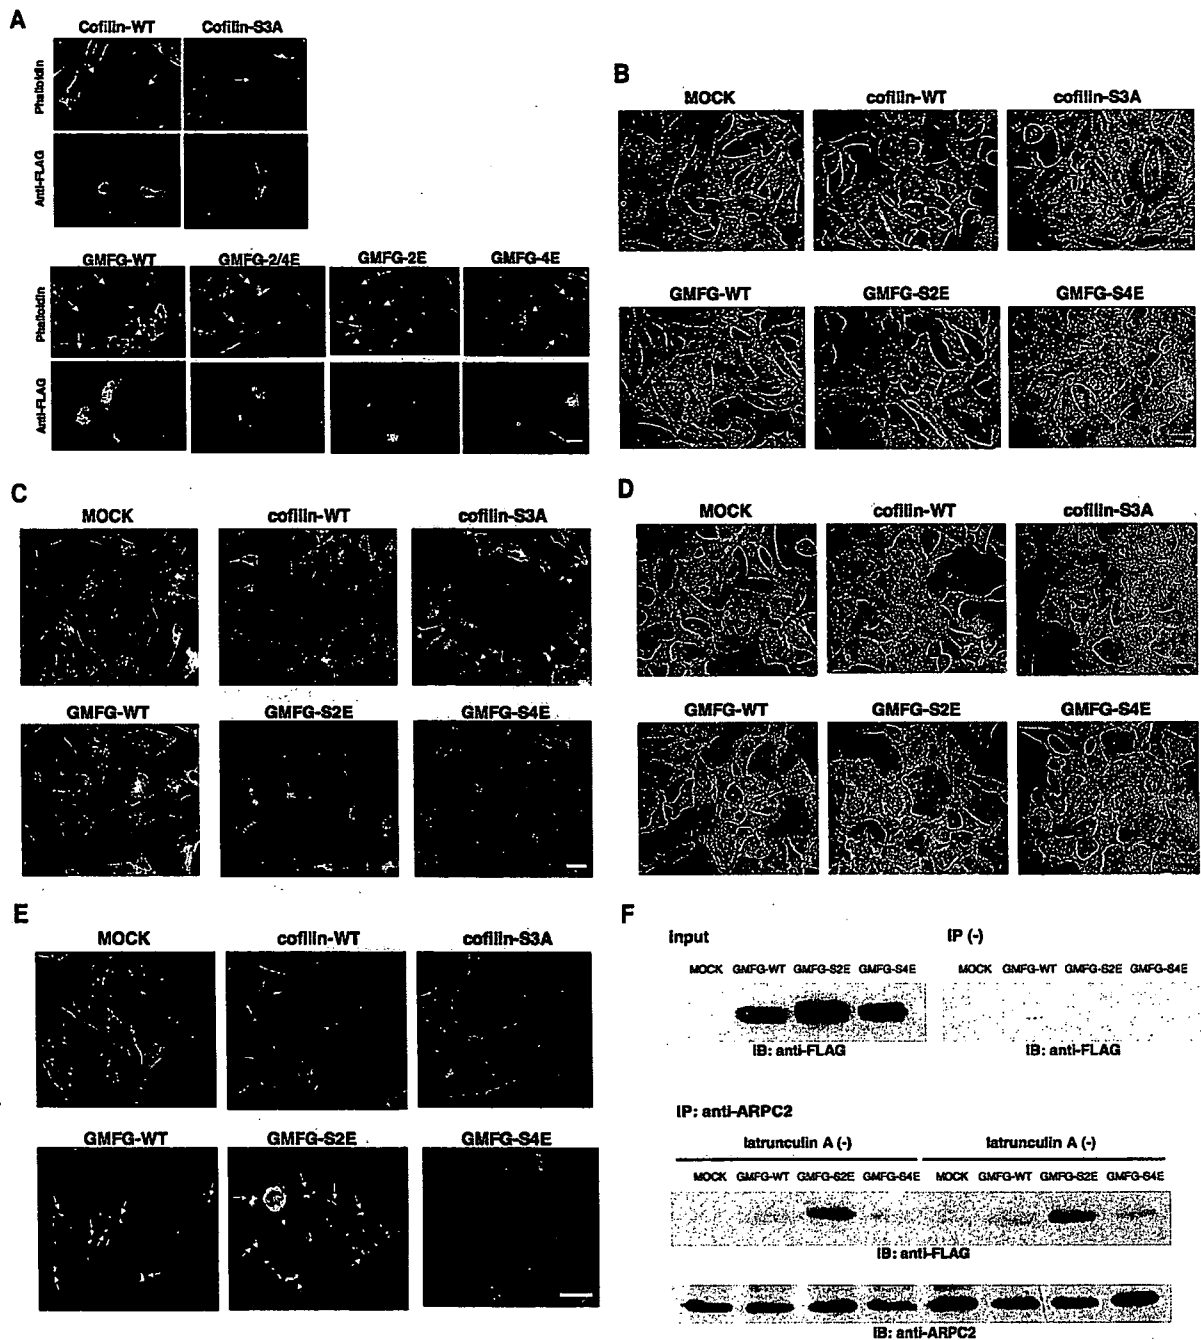 A
Cofilin-WT Cofilin-S3A
Phalloidin
Anti-FLAG
GMFG-WT GMFG-2/4E GMFG-2E GMFG-4E
Phalloidin
Anti-FLAG
B
MOCK cofilin-WT cofilin-S3A
GMFG-WT GMFG-S2E GMFG-S4E
C
MOCK cofilin-WT cofilin-S3A
GMFG-WT GMFG-S2E GMFG-S4E
D
MOCK cofilin-WT cofilin-S3A
GMFG-WT GMFG-S2E GMFG-S4E
E
MOCK cofilin-WT cofilin-S3A
GMFG-WT GMFG-S2E GMFG-S4E
F
Input IP (-)
MOCK GMFG-WT GMFG-S2E GMFG-S4E MOCK GMFG-WT GMFG-S2E GMFG-S4E
IB: anti-FLAG IB: anti-FLAG
IP: anti-ARPC2
latrunculin A (-) latrunculin A (-)
MOCK GMFG-WT GMFG-S2E GMFG-S4E MOCK GMFG-WT GMFG-S2E GMFG-S4E
IB: anti-FLAG
IB: anti-ARPC2